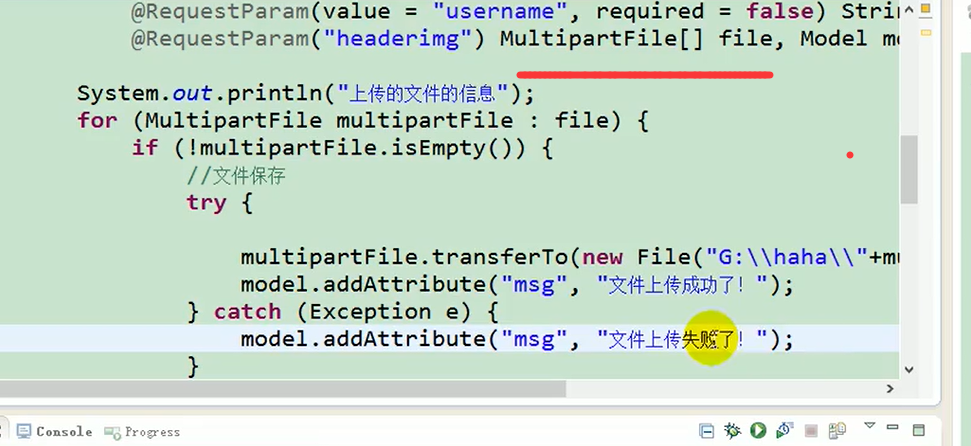 @RequestParam(value = "username", required = false) Strin
@RequestParam("headerimg") MultipartFile[] file, Model mo
System.out.println("上传的文件的信息");
for (MultipartFile multipartFile : file) {
if (!multipartFile.isEmpty()) {
//文件保存
try {
multipartFile.transferTo(new File("G:\\haha\\"+mu
model.addAttribute("msg", "文件上传成功了！");
} catch (Exception e) {
model.addAttribute("msg", "文件上传失败了！");
}
Console Progress